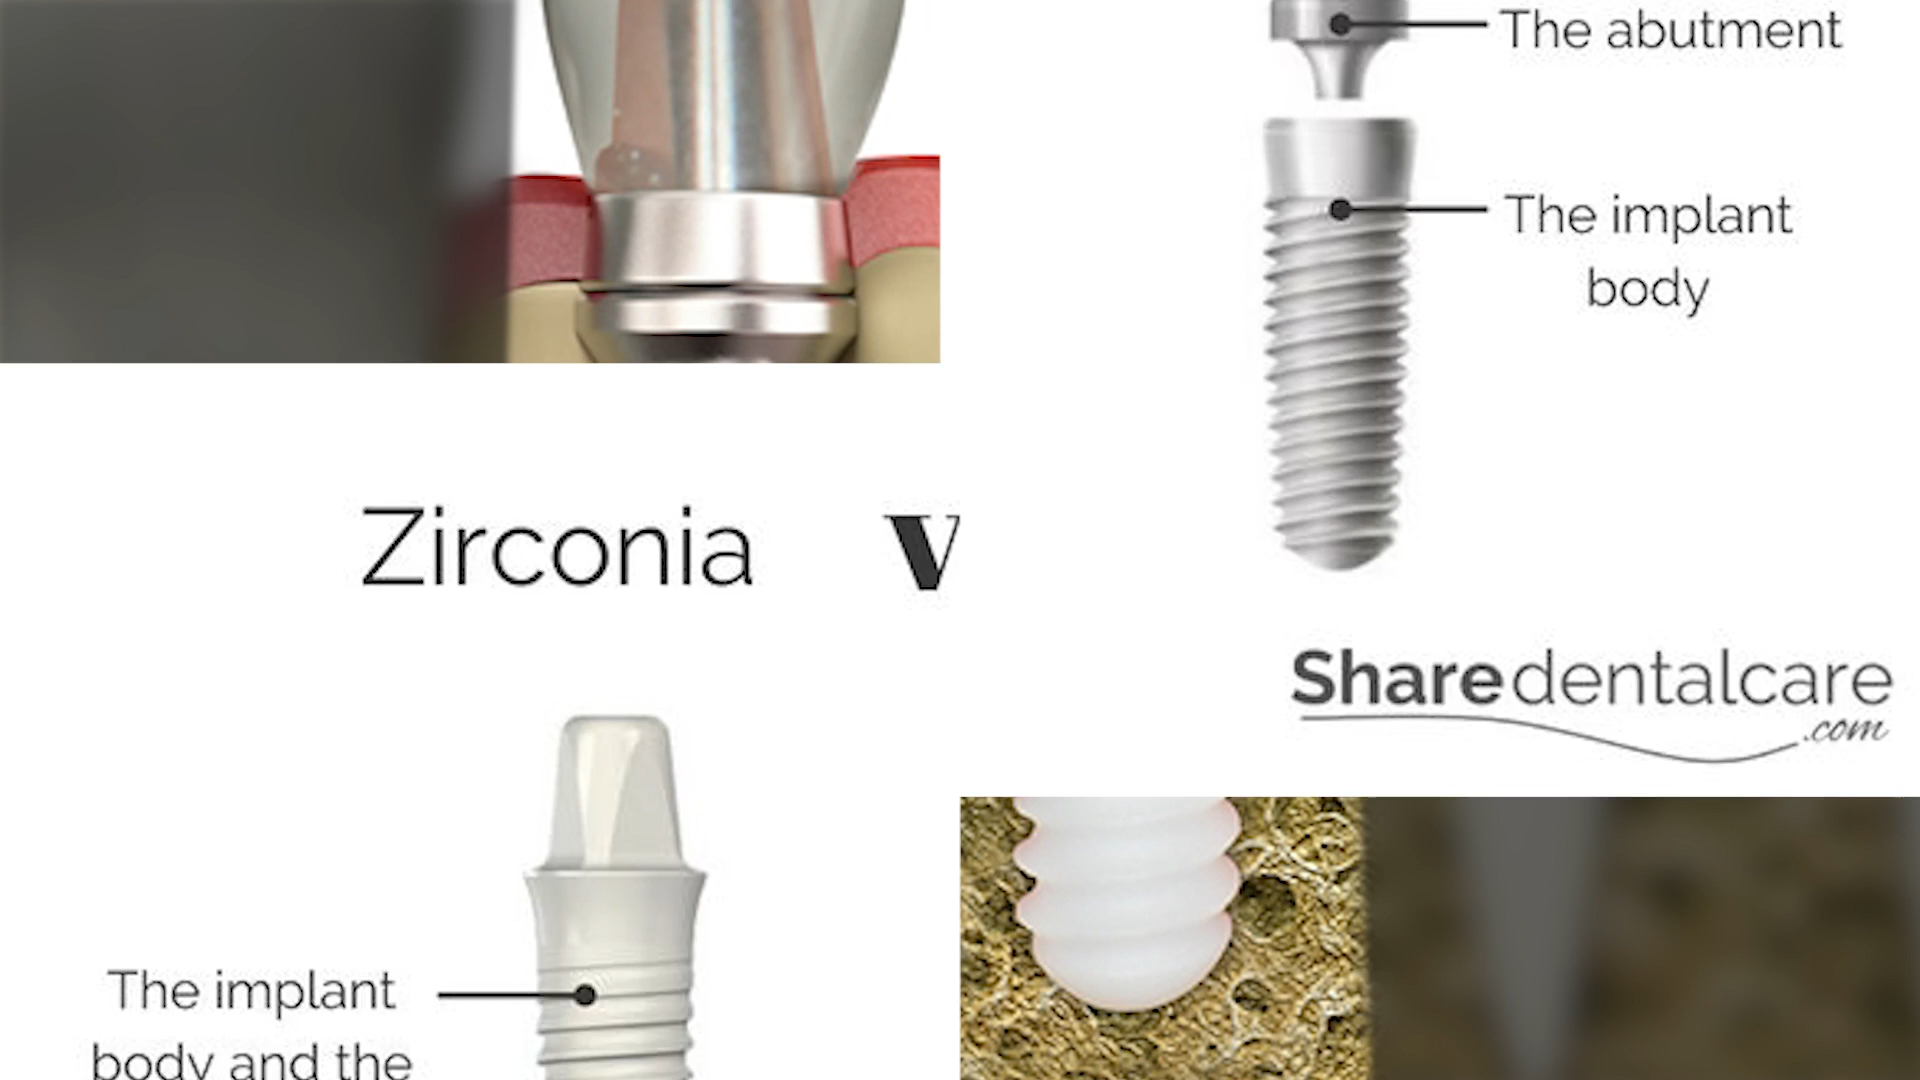 The abutment
The implant
body
Zirconia V
Sharedentalcare
.com
The implant
body and the